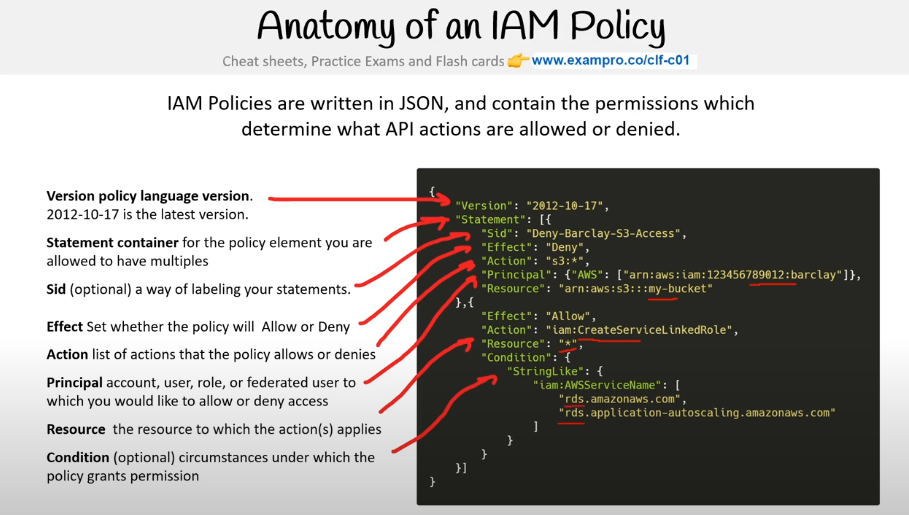 Anatomy of an IAM Policy
Cheat sheets, Practice Exams and Flash cards 👉 www.exampro.co/clf-c01
IAM Policies are written in JSON, and contain the permissions which
determine what API actions are allowed or denied.
Version policy language version.
2012-10-17 is the latest version.
Statement container for the policy element you are
allowed to have multiples
Sid (optional) a way of labeling your statements.
Effect Set whether the policy will Allow or Deny
Action list of actions that the policy allows or denies
Principal account, user, role, or federated user to
which you would like to allow or deny access
Resource the resource to which the action(s) applies
Condition (optional) circumstances under which the
policy grants permission
{
"Version": "2012-10-17",
"Statement": [{
"Sid": "Deny-Barclay-S3-Access",
"Effect": "Deny",
"Action": "s3:*",
"Principal": {"AWS": ["arn:aws:iam:123456789012:barclay"]},
"Resource": "arn:aws:s3:::my-bucket"
},{
"Effect": "Allow",
"Action": "iam:CreateServiceLinkedRole",
"Resource": "*",
"Condition": {
"StringLike": {
"iam:AWSServiceName": [
"rds.amazonaws.com",
"rds.application-autoscaling.amazonaws.com"
]
}
}
}]
}